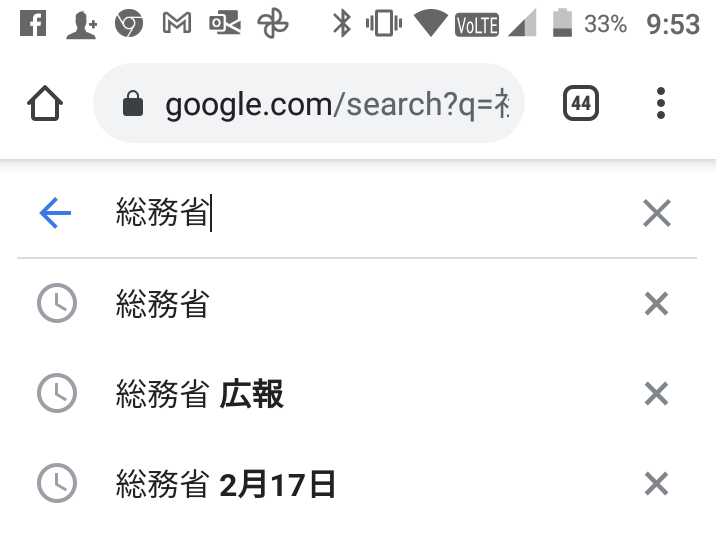 VoLTE 33% 9:53
google.com/search?q=
44
総務省
総務省
総務省 広報
総務省 2月17日